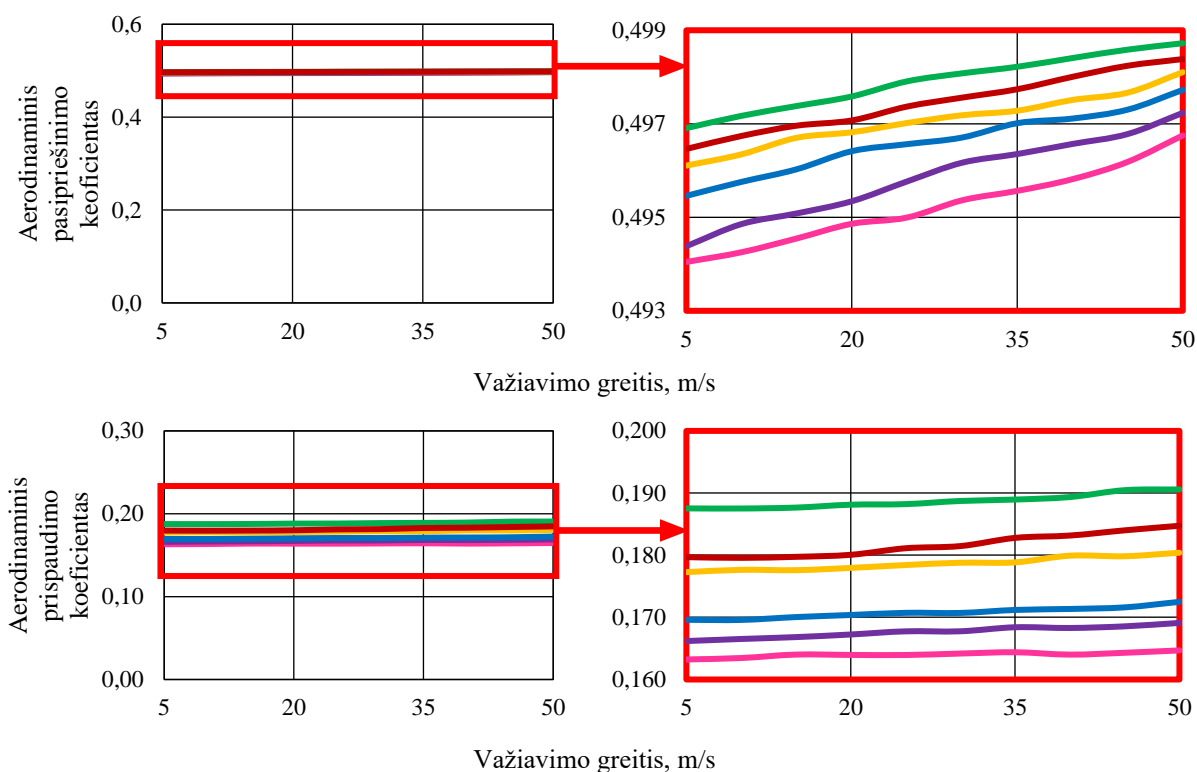 Aerodinaminis
pasipriešinimo
keoficientas
0,6
0,4
0,2
0,0
5 20 35 50
0,499
0,497
0,495
0,493
5 20 35 50
Važiavimo greitis, m/s
Aerodinaminis
prispaudimo
koeficientas
0,30
0,20
0,10
0,00
5 20 35 50
0,200
0,190
0,180
0,170
0,160
5 20 35 50
Važiavimo greitis, m/s